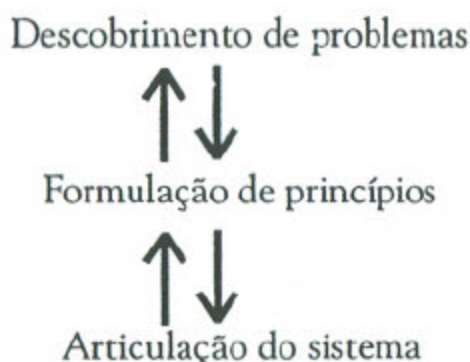 Descobrimento de problemas
Formulação de princípios
Articulação do sistema